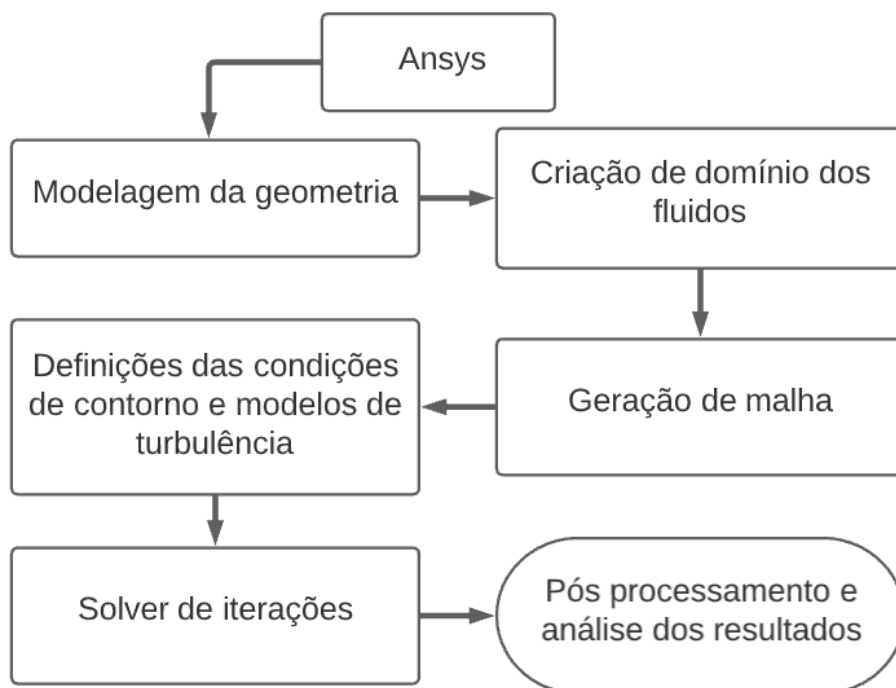 Ansys
Modelagem da geometria
Criação de domínio dos
fluidos
Geração de malha
Definições das condições
de contorno e modelos de
turbulência
Solver de iterações
Pós processamento e
análise dos resultados